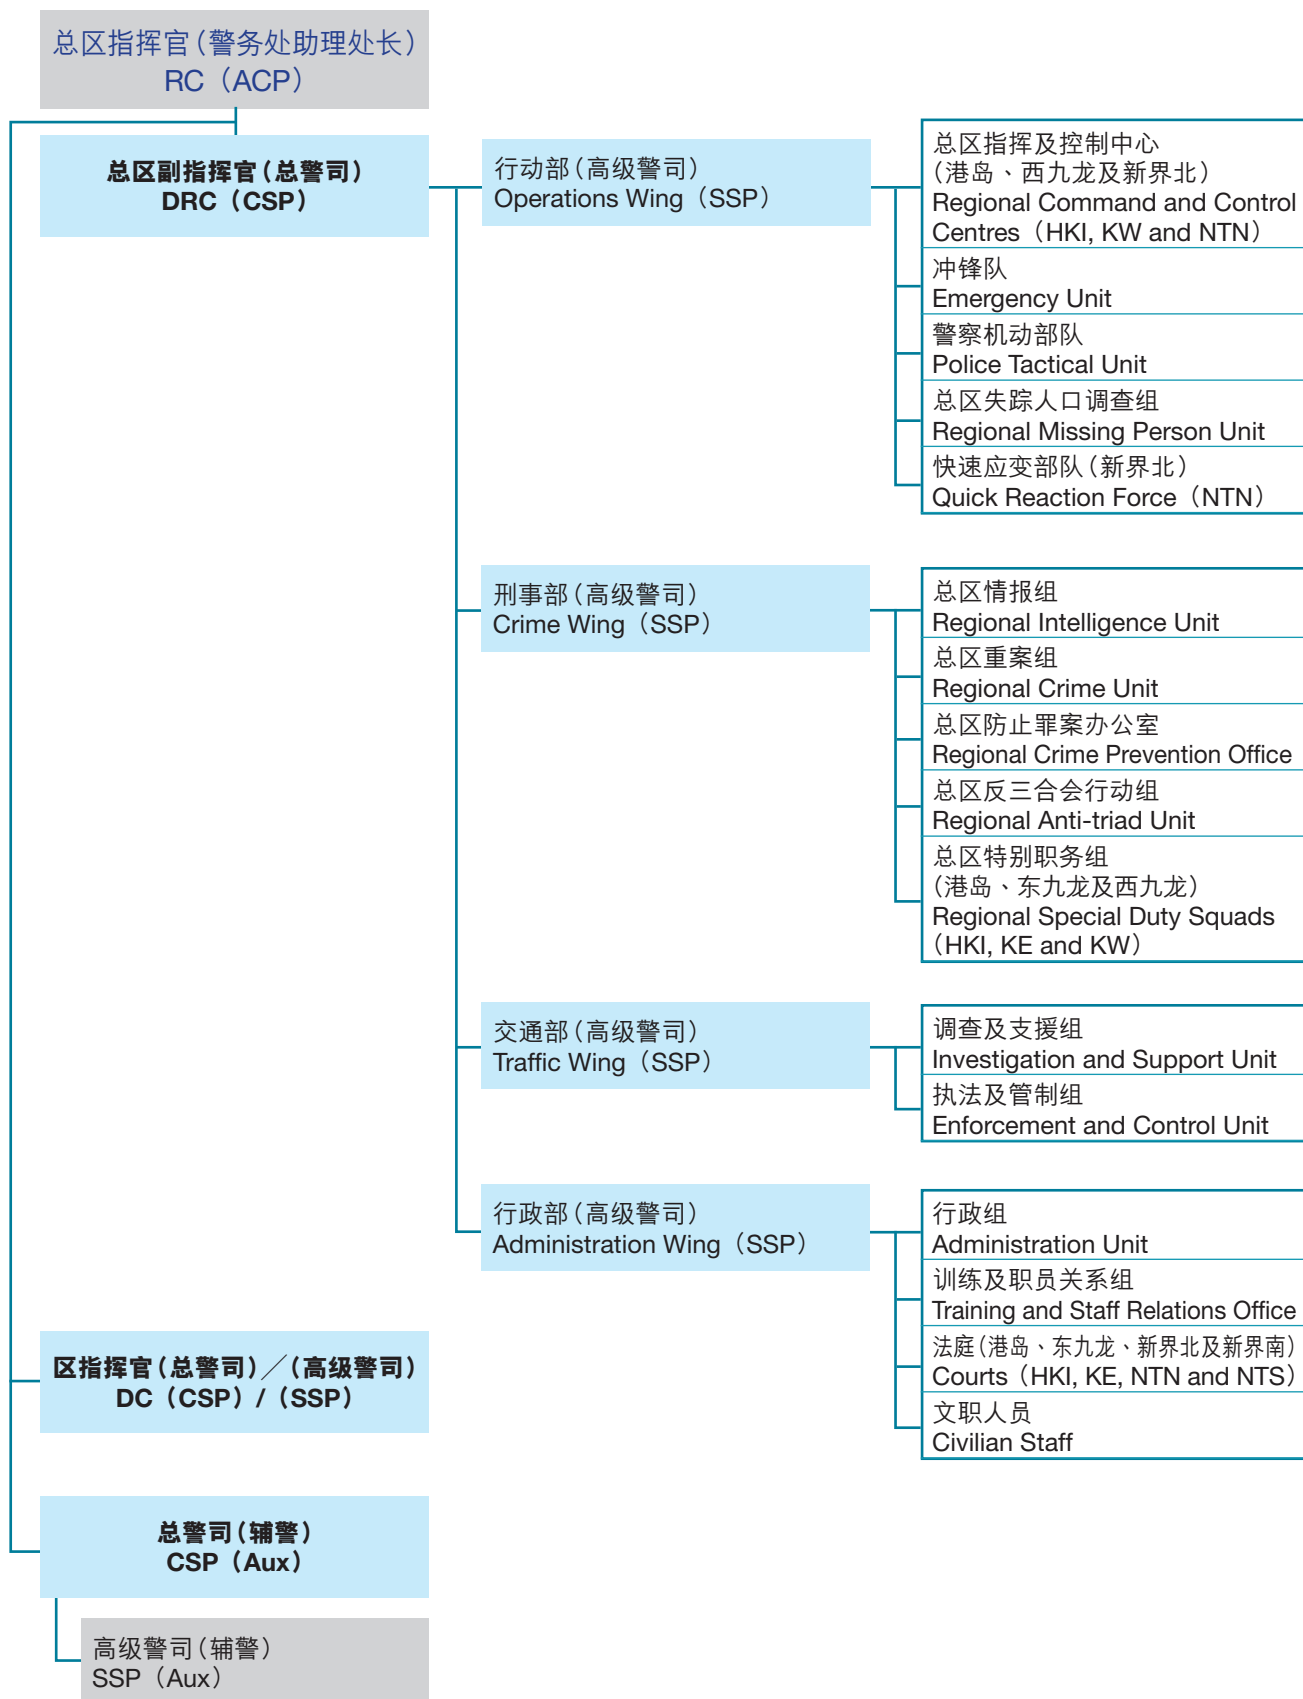 总区指挥官（警务处助理处长）
RC（ACP）
总区副指挥官（总警司）
DRC（CSP）
行动部（高级警司）
Operations Wing（SSP）
总区指挥及控制中心
（港岛、西九龙及新界北）
Regional Command and Control
Centres（HKI, KW and NTN）
冲锋队
Emergency Unit
警察机动部队
Police Tactical Unit
总区失踪人口调查组
Regional Missing Person Unit
快速应变部队（新界北）
Quick Reaction Force（NTN）
刑事部（高级警司）
Crime Wing（SSP）
总区情报组
Regional Intelligence Unit
总区重案组
Regional Crime Unit
总区防止罪案办公室
Regional Crime Prevention Office
总区反三合会行动组
Regional Anti-triad Unit
总区特别职务组
（港岛、东九龙及西九龙）
Regional Special Duty Squads
（HKI, KE and KW）
交通部（高级警司）
Traffic Wing（SSP）
调查及支援组
Investigation and Support Unit
执法及管制组
Enforcement and Control Unit
行政部（高级警司）
Administration Wing（SSP）
行政组
Administration Unit
训练及职员关系组
Training and Staff Relations Office
法庭（港岛、东九龙、新界北及新界南）
Courts（HKI, KE, NTN and NTS）
文职人员
Civilian Staff
区指挥官（总警司）／（高级警司）
DC（CSP）/（SSP）
总警司（辅警）
CSP（Aux）
高级警司（辅警）
SSP（Aux）